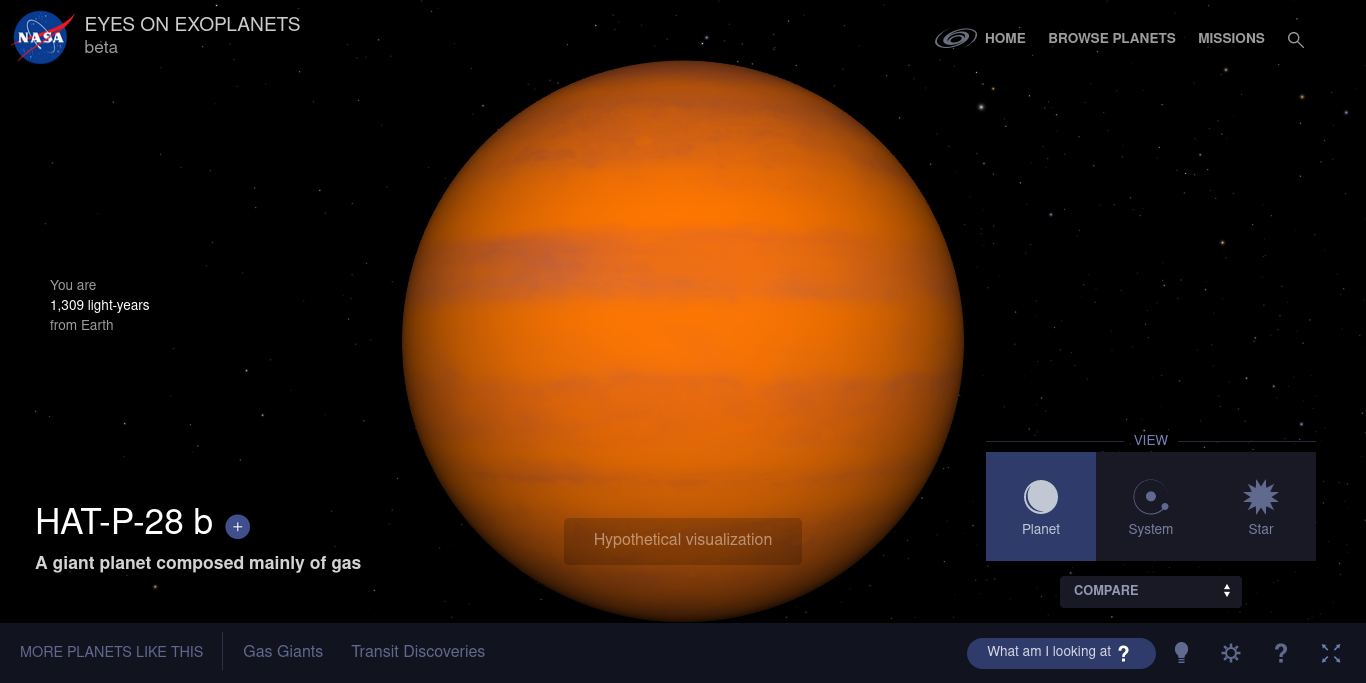 NASA
EYES ON EXOPLANETS
beta
HOME
BROWSE PLANETS
MISSIONS
You are
1,309 light-years
from Earth
HAT-P-28 b +
A giant planet composed mainly of gas
Hypothetical visualization
VIEW
Planet
System
Star
COMPARE
MORE PLANETS LIKE THIS
Gas Giants
Transit Discoveries
What am I looking at ?
?